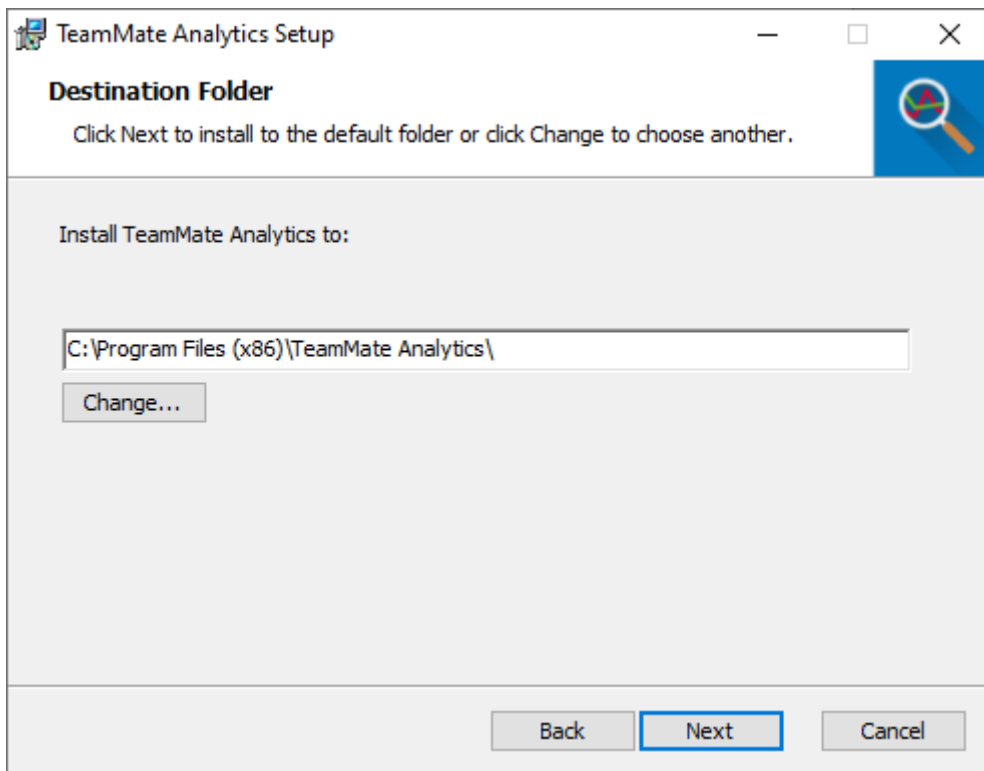 TeamMate Analytics Setup
Destination Folder
Click Next to install to the default folder or click Change to choose another.
Install TeamMate Analytics to:
C:\Program Files (x86)\TeamMate Analytics\
Change...
Back Next Cancel